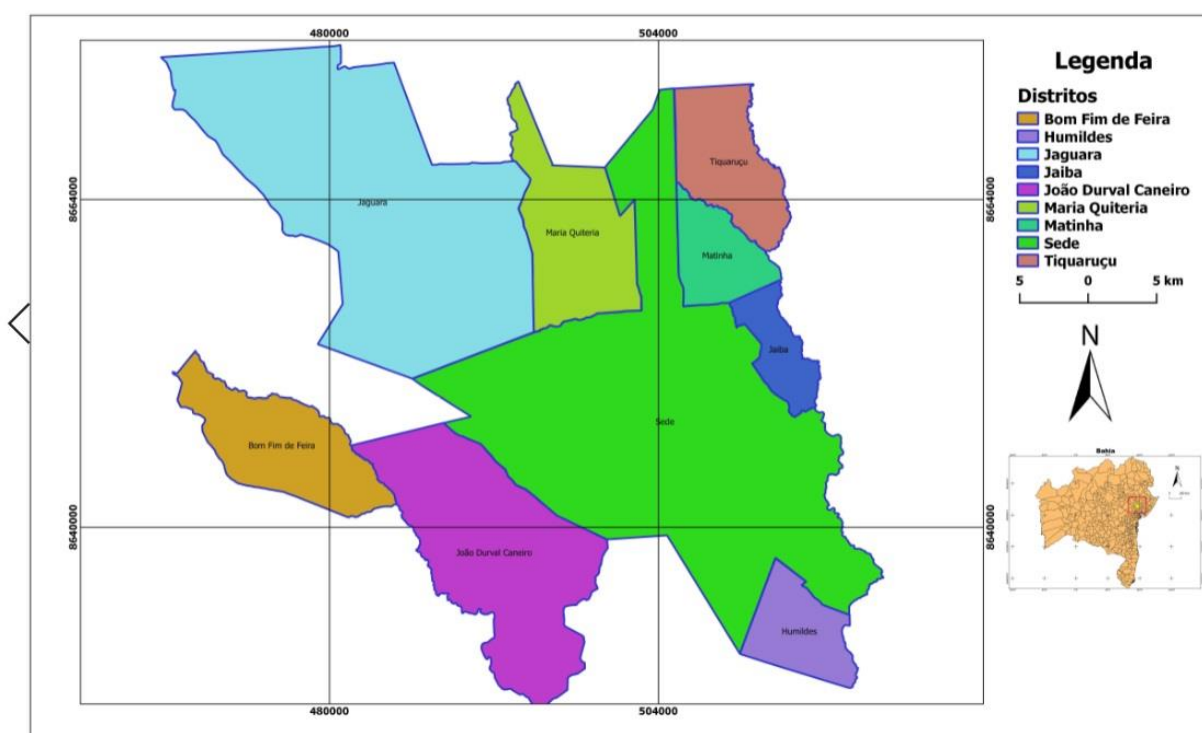 480000
504000
8664000
8664000
8640000
8640000
480000
504000
Tiquaruçu
Jaguara
Maria Quiteria
Matinha
Jaiba
Sede
Bom Fim de Feira
João Durval Caneiro
Humildes
Legenda
Distritos
Bom Fim de Feira
Humildes
Jaguara
Jaiba
João Durval Caneiro
Maria Quiteria
Matinha
Sede
Tiquaruçu
5 0 5 km
N
Bahia
N